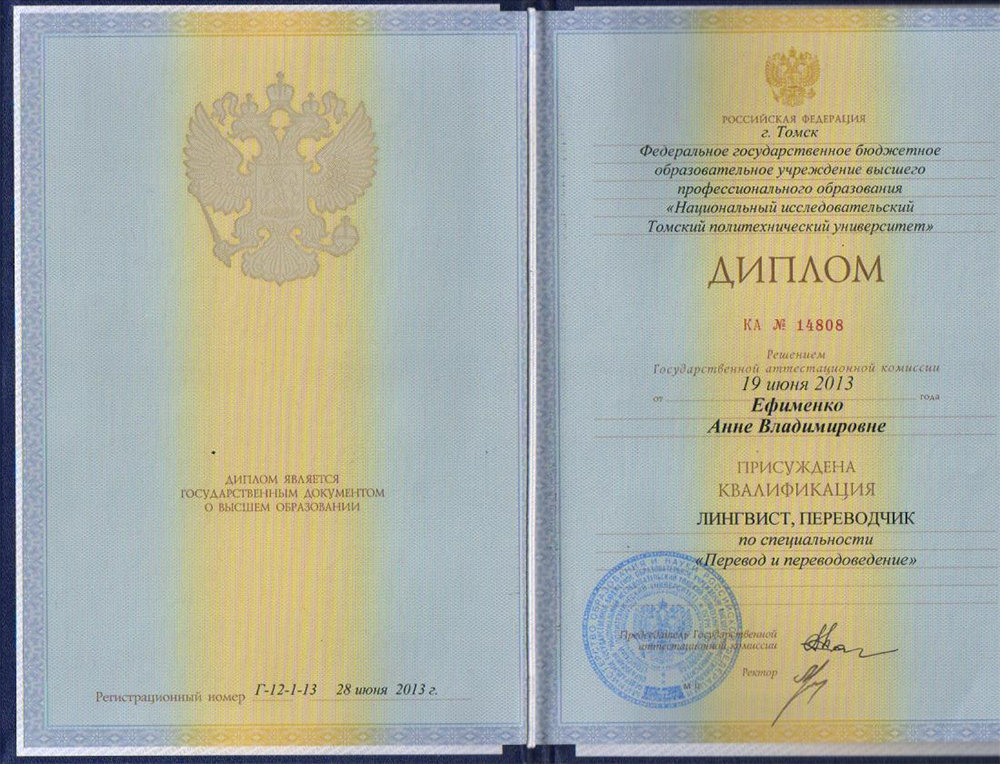 ДИПЛОМ ЯВЛЯЕТСЯ
ГОСУДАРСТВЕННЫМ ДОКУМЕНТОМ
О ВЫСШЕМ ОБРАЗОВАНИИ
Регистрационный номер Г-12-1-13 28 июня 2013 г.
РОССИЙСКАЯ ФЕДЕРАЦИЯ
г. Томск
Федеральное государственное бюджетное
образовательное учреждение высшего
профессионального образования
«Национальный исследовательский
Томский политехнический университет»
ДИПЛОМ
КА № 14808
Решением
Государственной аттестационной комиссии
от 19 июня 2013 года
Ефименко
Анне Владимировне
ПРИСУЖДЕНА
КВАЛИФИКАЦИЯ
ЛИНГВИСТ, ПЕРЕВОДЧИК
по специальности
«Перевод и переводоведение»
Председатель Государственной
аттестационной комиссии
Ректор